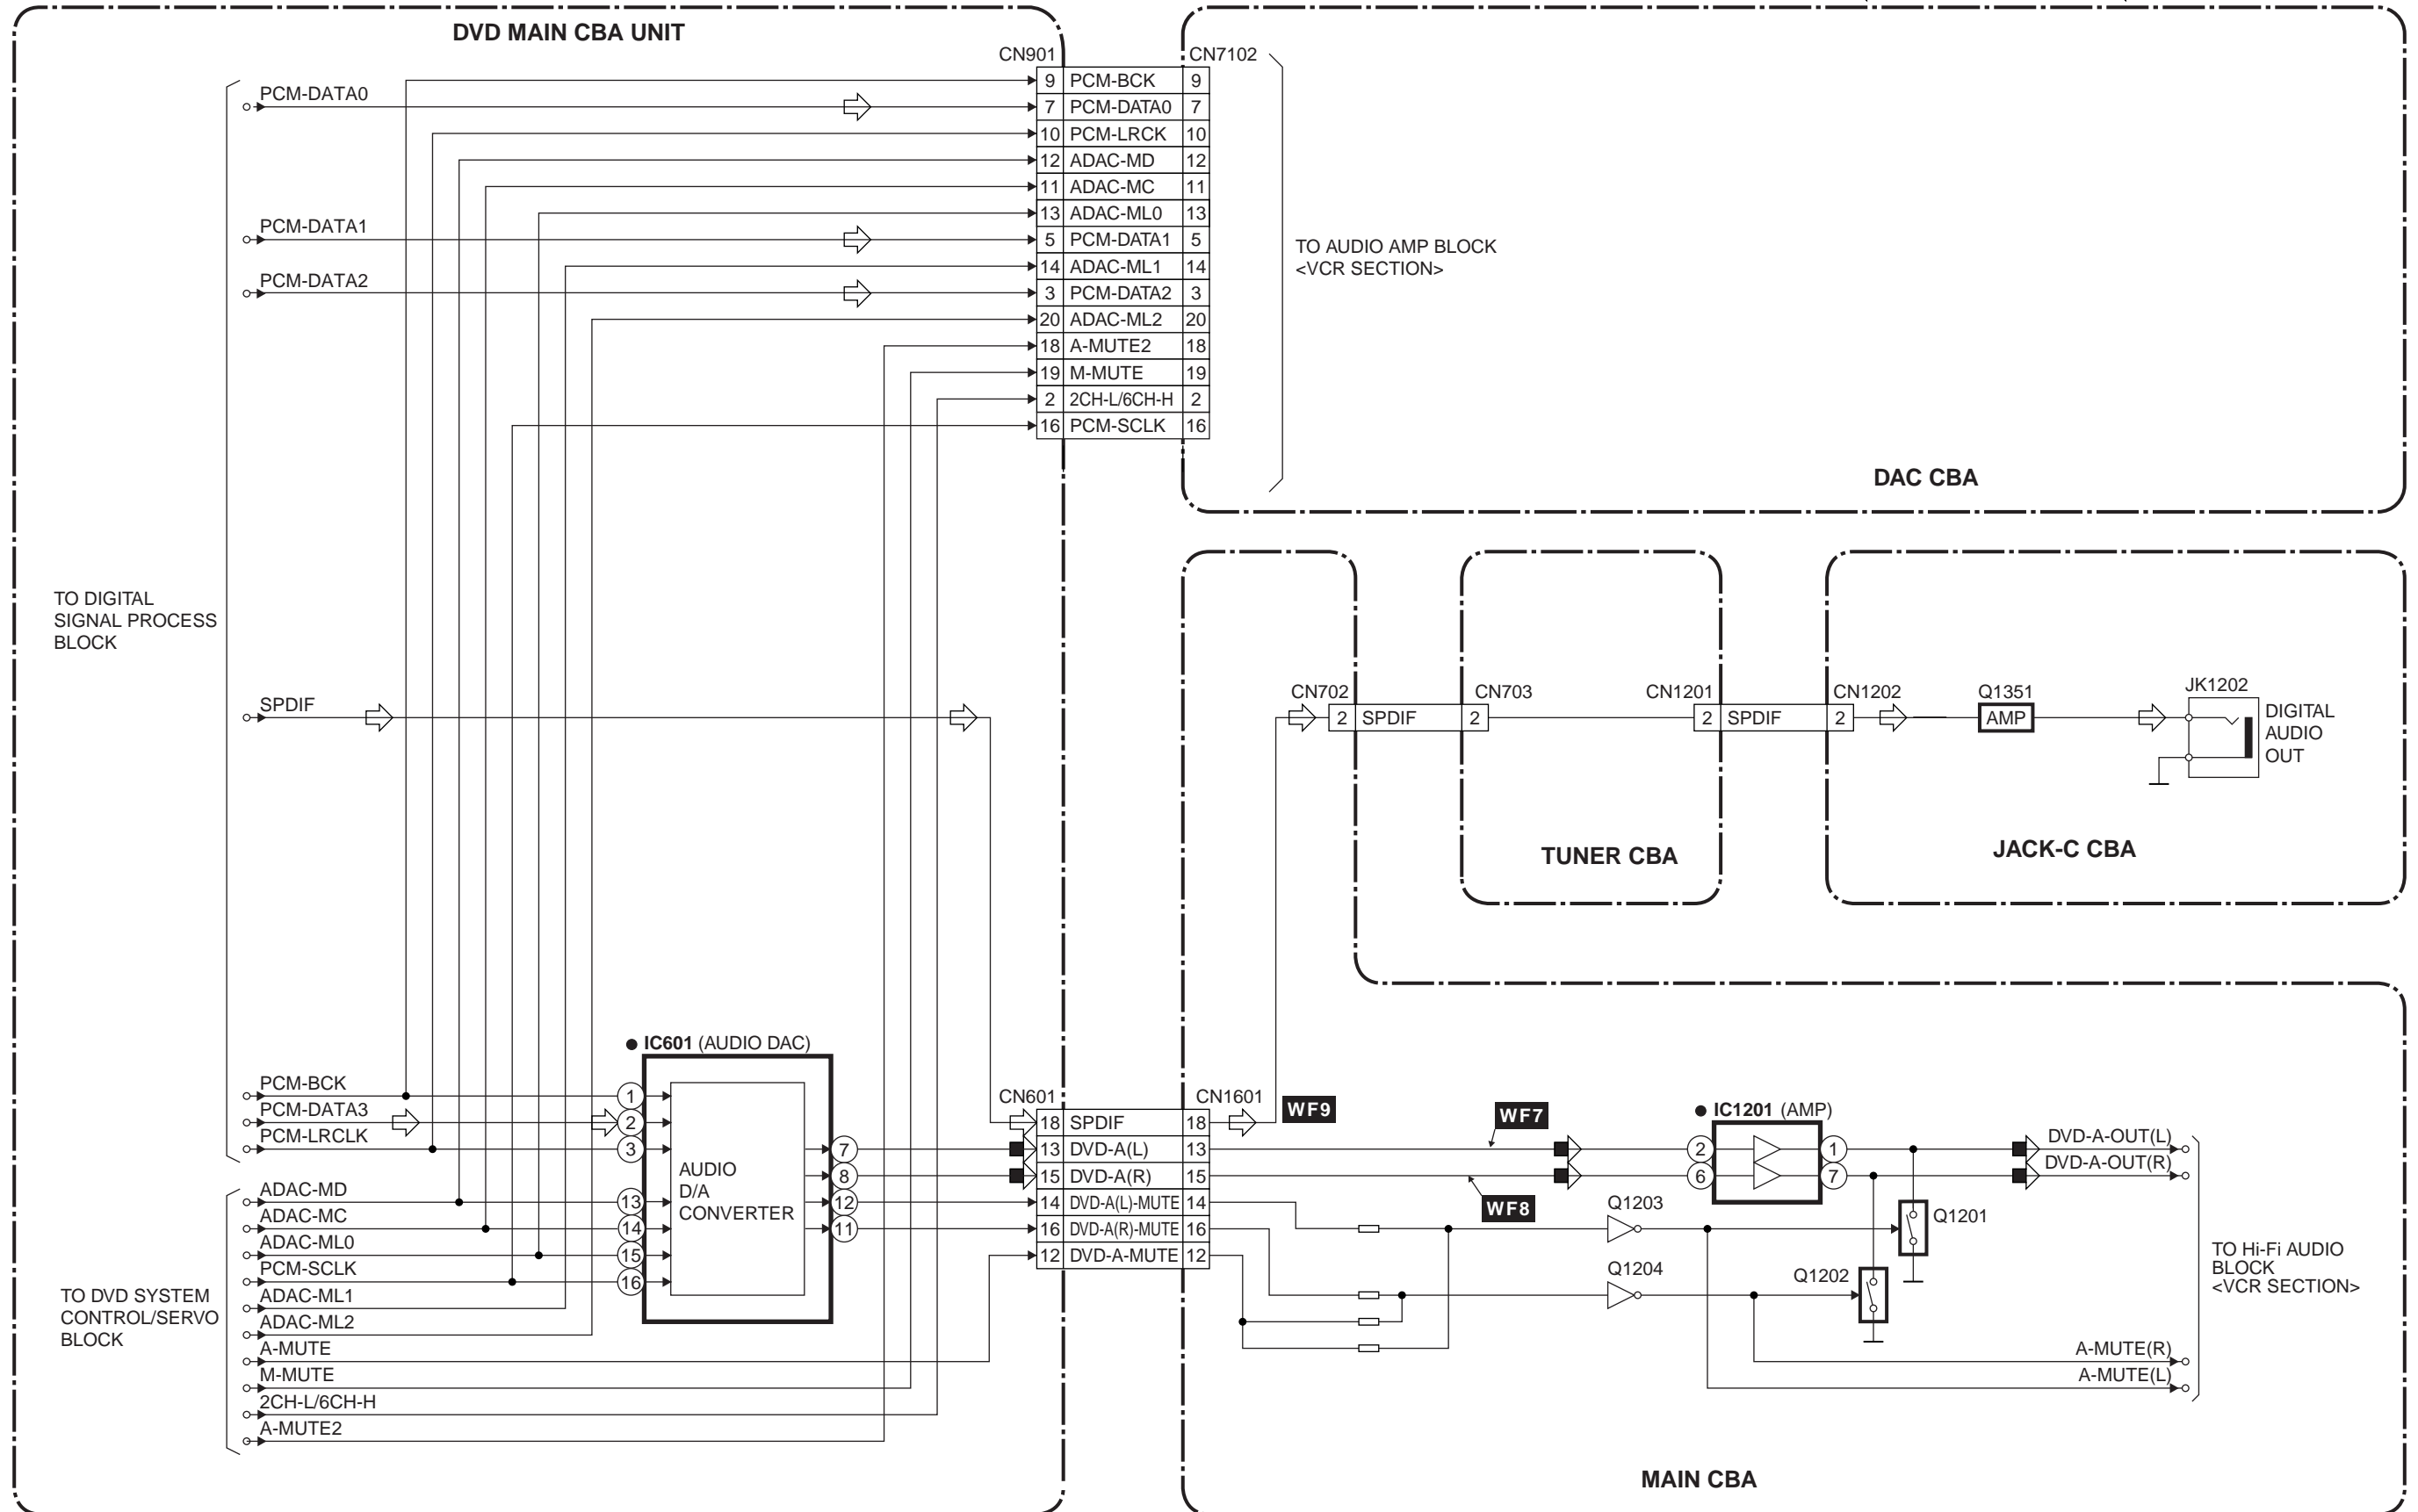 DVD MAIN CBA UNIT
CN901
CN7102
9 PCM-BCK 9
7 PCM-DATA0 7
10 PCM-LRCK 10
12 ADAC-MD 12
11 ADAC-MC 11
13 ADAC-ML0 13
5 PCM-DATA1 5
14 ADAC-ML1 14
3 PCM-DATA2 3
20 ADAC-ML2 20
18 A-MUTE2 18
19 M-MUTE 19
2 2CH-L/6CH-H 2
16 PCM-SCLK 16
PCM-DATA0
PCM-DATA1
PCM-DATA2
TO AUDIO AMP BLOCK
<VCR SECTION>
DAC CBA
TO DIGITAL
SIGNAL PROCESS
BLOCK
SPDIF
CN702
CN703
CN1201
CN1202
Q1351
JK1202
2 SPDIF 2
2 SPDIF 2
AMP
DIGITAL
AUDIO
OUT
TUNER CBA
JACK-C CBA
● IC601 (AUDIO DAC)
PCM-BCK
PCM-DATA3
PCM-LRCLK
1
2
3
AUDIO
D/A
CONVERTER
7
8
12
11
13
14
15
16
TO DVD SYSTEM
CONTROL/SERVO
BLOCK
ADAC-MD
ADAC-MC
ADAC-ML0
PCM-SCLK
ADAC-ML1
ADAC-ML2
A-MUTE
M-MUTE
2CH-L/6CH-H
A-MUTE2
CN601
CN1601
18 SPDIF 18
13 DVD-A(L) 13
15 DVD-A(R) 15
14 DVD-A(L)-MUTE 14
16 DVD-A(R)-MUTE 16
12 DVD-A-MUTE 12
WF9
WF7
WF8
● IC1201 (AMP)
2
6
1
7
DVD-A-OUT(L)
DVD-A-OUT(R)
Q1203
Q1204
Q1201
Q1202
TO Hi-Fi AUDIO
BLOCK
<VCR SECTION>
A-MUTE(R)
A-MUTE(L)
MAIN CBA